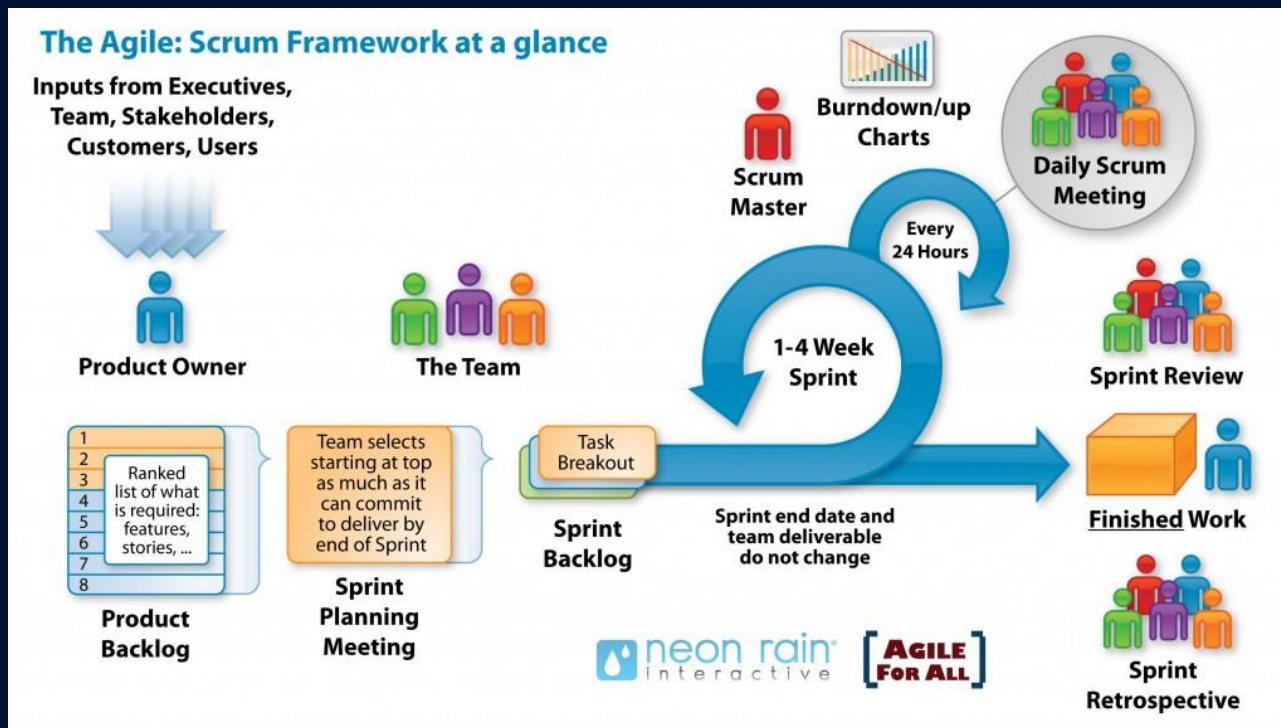 The Agile: Scrum Framework at a glance
Inputs from Executives,
Team, Stakeholders,
Customers, Users
Product Owner
The Team
Scrum
Master
Burndown/up
Charts
Daily Scrum
Meeting
Every
24 Hours
1-4 Week
Sprint
Sprint Review
1
2
3
4
5
6
7
8
Ranked
list of what
is required:
features,
stories, ...
Product
Backlog
Team selects
starting at top
as much as it
can commit
to deliver by
end of Sprint
Sprint
Planning
Meeting
Task
Breakout
Sprint
Backlog
Sprint end date and
team deliverable
do not change
Finished Work
Sprint
Retrospective
neon rain®
interactive
AGILE
FOR ALL